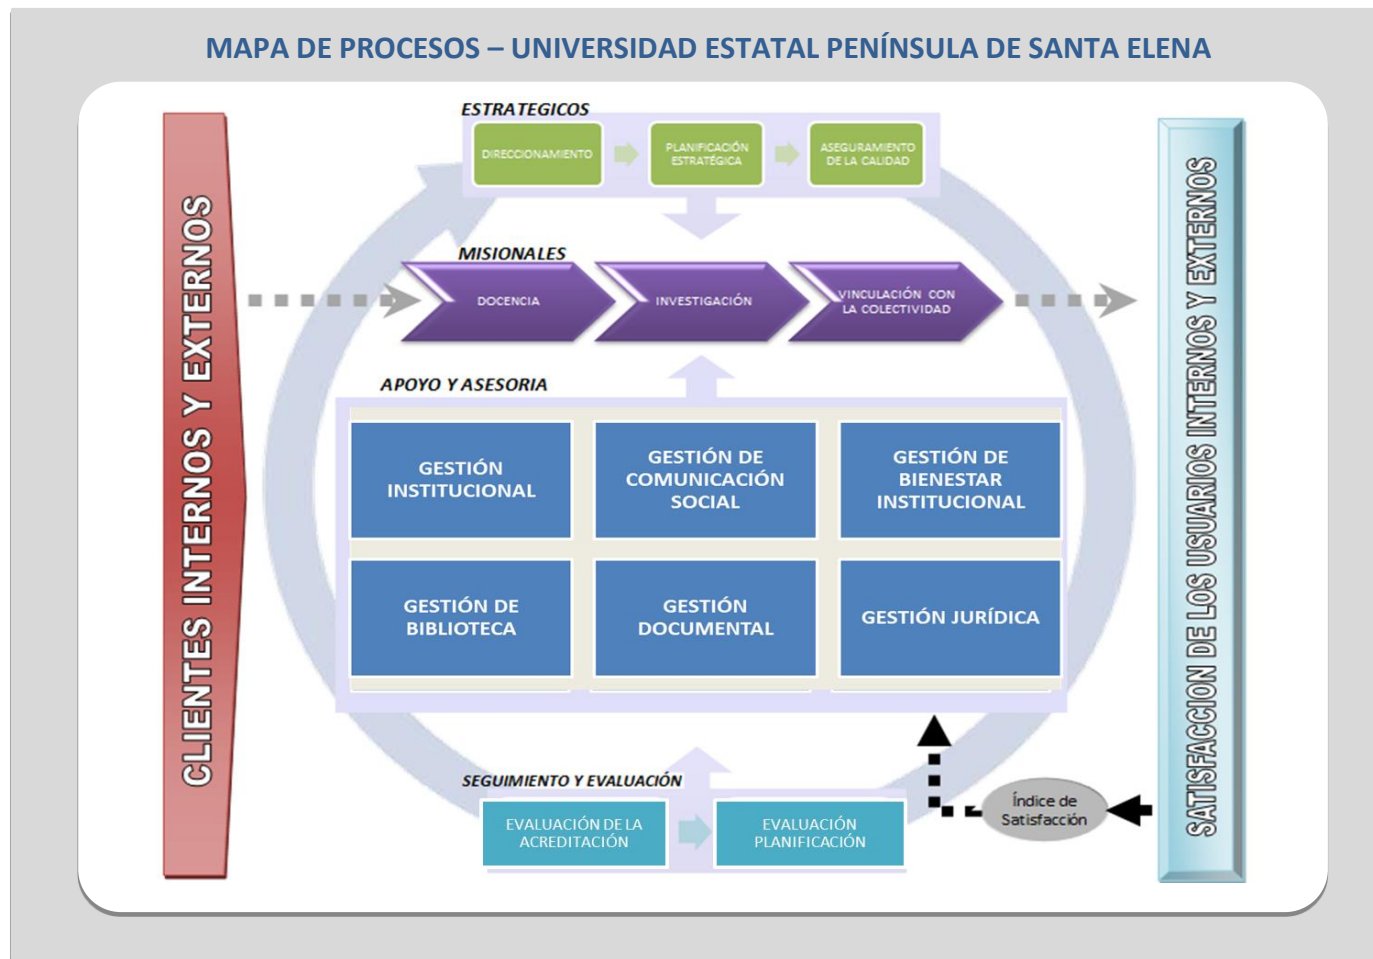 MAPA DE PROCESOS – UNIVERSIDAD ESTATAL PENÍNSULA DE SANTA ELENA
CLIENTES INTERNOS Y EXTERNOS
ESTRATEGICOS
DIRECCIONAMIENTO
PLANIFICACIÓN
ESTRATÉGICA
ASEGURAMIENTO
DE LA CALIDAD
MISIONALES
DOCENCIA
INVESTIGACIÓN
VINCULACIÓN CON
LA COLECTIVIDAD
APOYO Y ASESORIA
GESTIÓN
INSTITUCIONAL
GESTIÓN DE
COMUNICACIÓN
SOCIAL
GESTIÓN DE
BIENESTAR
INSTITUCIONAL
GESTIÓN DE
BIBLIOTECA
GESTIÓN
DOCUMENTAL
GESTIÓN JURÍDICA
SEGUIMIENTO Y EVALUACIÓN
EVALUACIÓN DE LA
ACREDITACIÓN
EVALUACIÓN
PLANIFICACIÓN
Índice de
Satisfacción
SATISFACCION DE LOS USUARIOS INTERNOS Y EXTERNOS